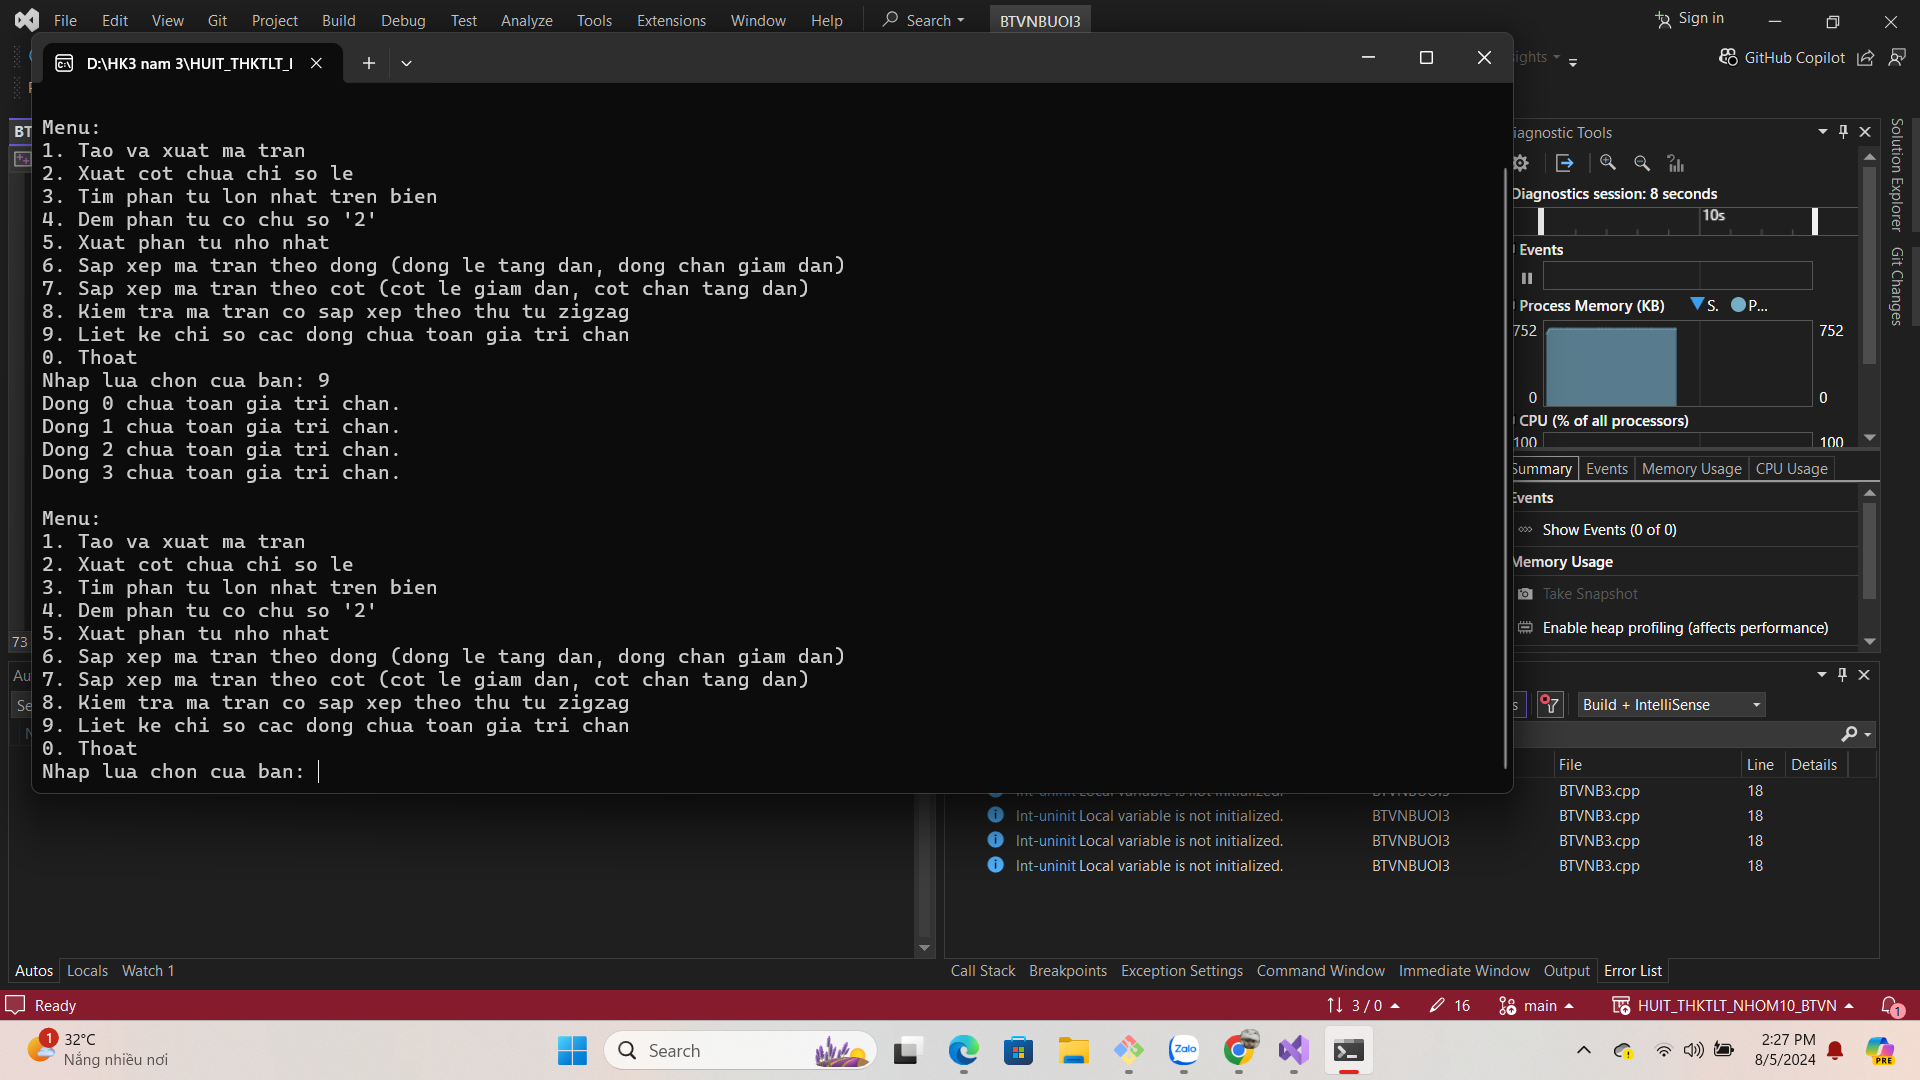 File Edit View Git Project Build Debug Test Analyze Tools Extensions Window Help Search BTVNBUOI3 Sign in
D:\HK3 nam 3\HUIT_THKTLT_
GitHub Copilot
Menu:
1. Tao va xuat ma tran
2. Xuat cot chua chi so le
3. Tim phan tu lon nhat tren bien
4. Dem phan tu co chu so '2'
5. Xuat phan tu nho nhat
6. Sap xep ma tran theo dong (dong le tang dan, dong chan giam dan)
7. Sap xep ma tran theo cot (cot le giam dan, cot chan tang dan)
8. Kiem tra ma tran co sap xep theo thu tu zigzag
9. Liet ke chi so cac dong chua toan gia tri chan
0. Thoat
Nhap lua chon cua ban: 9
Dong 0 chua toan gia tri chan.
Dong 1 chua toan gia tri chan.
Dong 2 chua toan gia tri chan.
Dong 3 chua toan gia tri chan.
Menu:
1. Tao va xuat ma tran
2. Xuat cot chua chi so le
3. Tim phan tu lon nhat tren bien
4. Dem phan tu co chu so '2'
5. Xuat phan tu nho nhat
6. Sap xep ma tran theo dong (dong le tang dan, dong chan giam dan)
7. Sap xep ma tran theo cot (cot le giam dan, cot chan tang dan)
8. Kiem tra ma tran co sap xep theo thu tu zigzag
9. Liet ke chi so cac dong chua toan gia tri chan
0. Thoat
Nhap lua chon cua ban:
BT
73
Au
Se
iagnostic Tools
Diagnostics session: 8 seconds
10s
Events
Process Memory (KB) S. P...
752 752
0 0
CPU (% of all processors)
100 100
Summary Events Memory Usage CPU Usage
Events
Show Events (0 of 0)
Memory Usage
Take Snapshot
Enable heap profiling (affects performance)
Solution Explorer
Git Changes
Build + IntelliSense
File Line Details
Int-uninit Local variable is not initialized. BTVNBUOI3 BTVNB3.cpp 18
Int-uninit Local variable is not initialized. BTVNBUOI3 BTVNB3.cpp 18
Int-uninit Local variable is not initialized. BTVNBUOI3 BTVNB3.cpp 18
Int-uninit Local variable is not initialized. BTVNBUOI3 BTVNB3.cpp 18
Autos Locals Watch 1
Call Stack Breakpoints Exception Settings Command Window Immediate Window Output Error List
Ready 3 / 0 16 main HUIT_THKTLT_NHOM10_BTVN 1
1 32°C
Nắng nhiều nơi
Search
Zalo
2:27 PM
8/5/2024
PRE